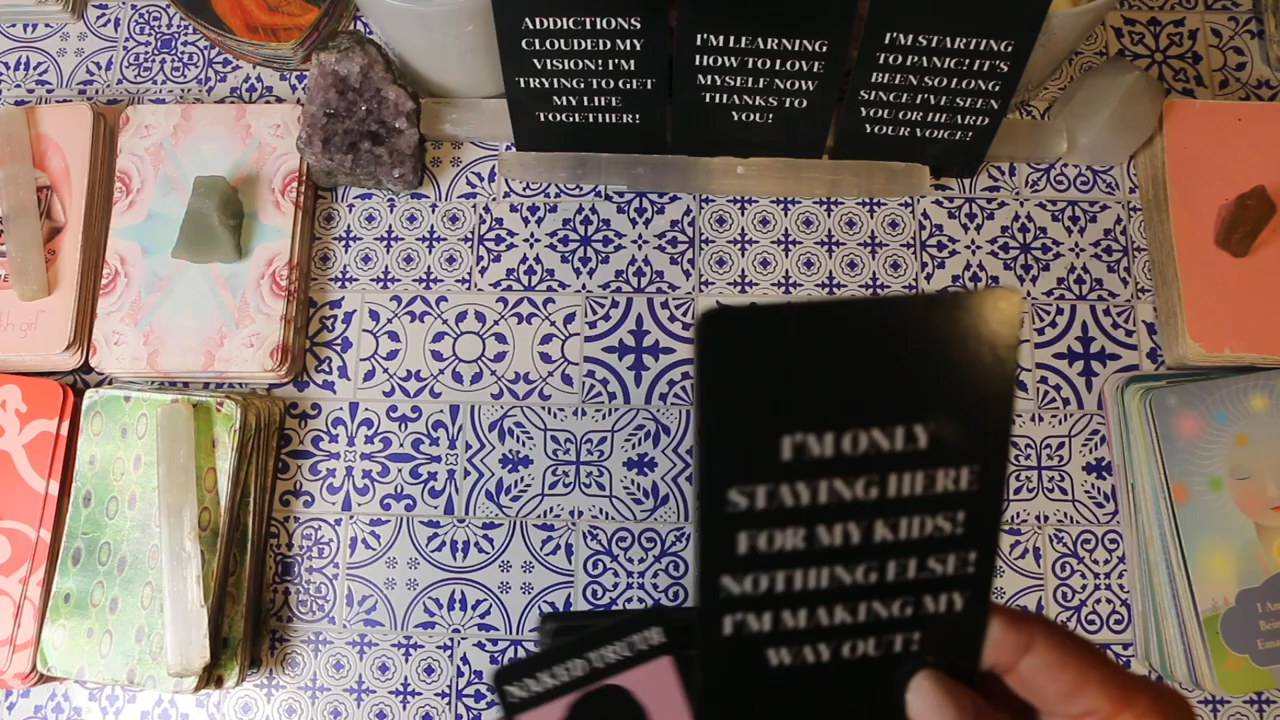 ADDICTIONS
CLOUDED MY
VISION! I'M
TRYING TO GET
MY LIFE
TOGETHER!
I'M LEARNING
HOW TO LOVE
MYSELF NOW
THANKS TO
YOU!
I'M STARTING
TO PANIC! IT'S
BEEN SO LONG
SINCE I'VE SEEN
YOU OR HEARD
YOUR VOICE!
I'M ONLY
STAYING HERE
FOR MY KIDS!
NOTHING ELSE!
I'M MAKING MY
WAY OUT!
NAKED TRUTH